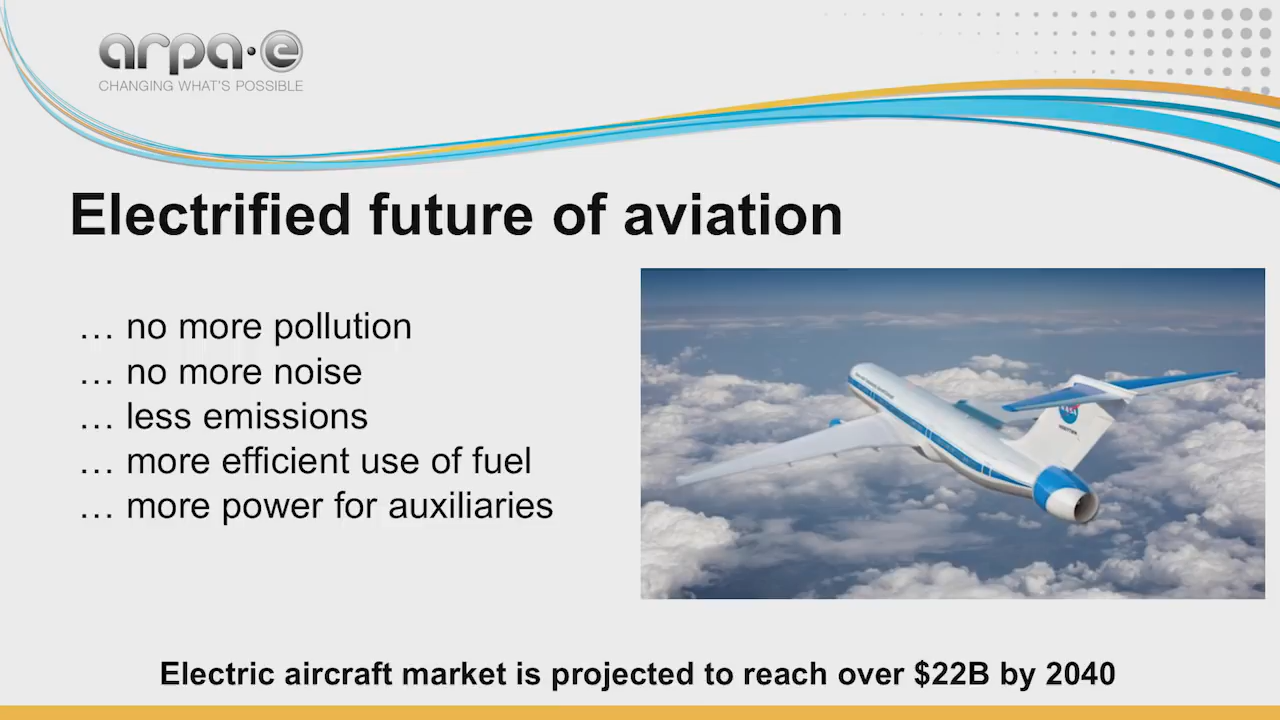 arpa·e
CHANGING WHAT'S POSSIBLE
Electrified future of aviation
… no more pollution
… no more noise
… less emissions
… more efficient use of fuel
… more power for auxiliaries
NASA
Electric aircraft market is projected to reach over $22B by 2040